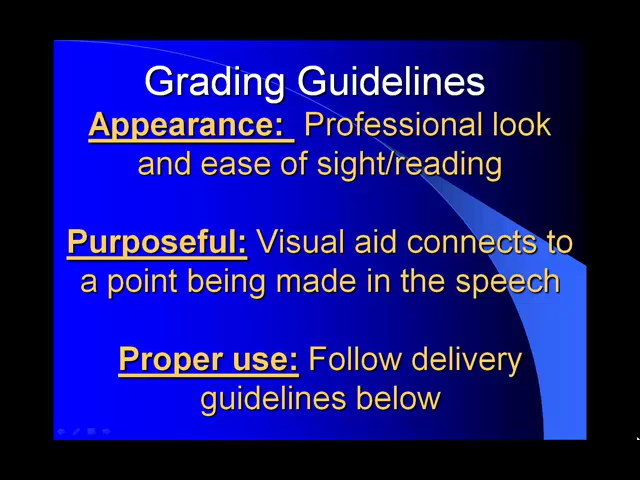 Grading Guidelines
Appearance: Professional look
and ease of sight/reading
Purposeful: Visual aid connects to
a point being made in the speech
Proper use: Follow delivery
guidelines below